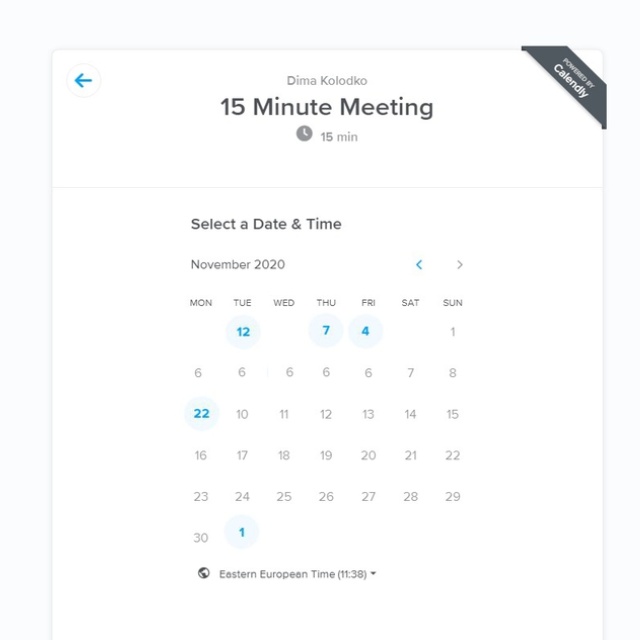 POWERED BY
Calendly
Dima Kolodko
15 Minute Meeting
15 min
Select a Date & Time
November 2020
MON TUE WED THU FRI SAT SUN
12 7 4 1
6 6 6 6 6 7 8
22 10 11 12 13 14 15
16 17 18 19 20 21 22
23 24 25 26 27 28 29
30 1
Eastern European Time (11:38)